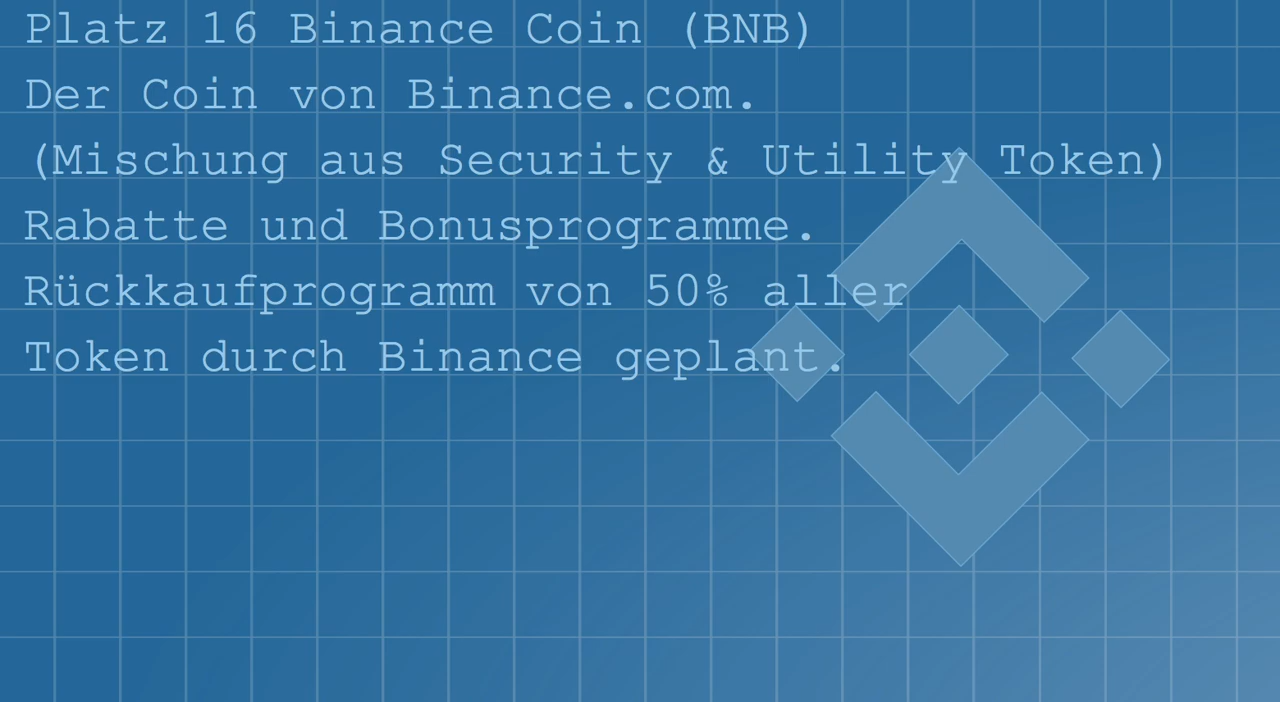 Platz 16 Binance Coin (BNB)
Der Coin von Binance.com.
(Mischung aus Security & Utility Token)
Rabatte und Bonusprogramme.
Rückkaufprogramm von 50% aller
Token durch Binance geplant.